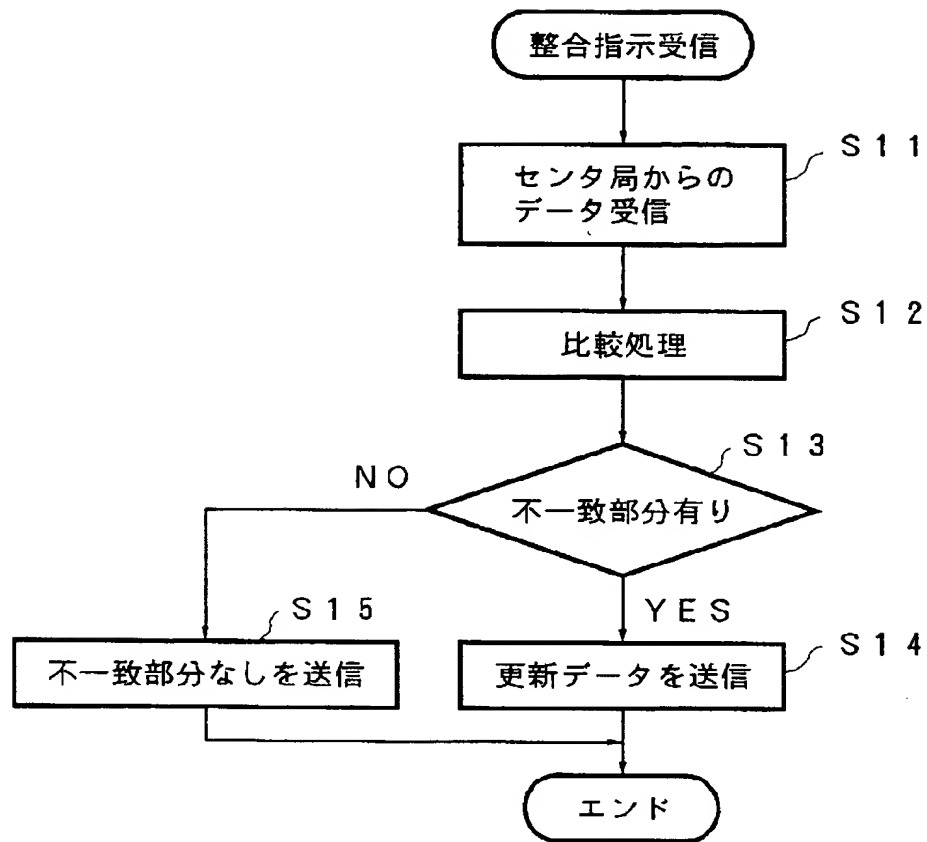 整合指示受信
S11
センタ局からの
データ受信
S12
比較処理
S13
NO
不一致部分有り
S15
YES
S14
不一致部分なしを送信
更新データを送信
エンド